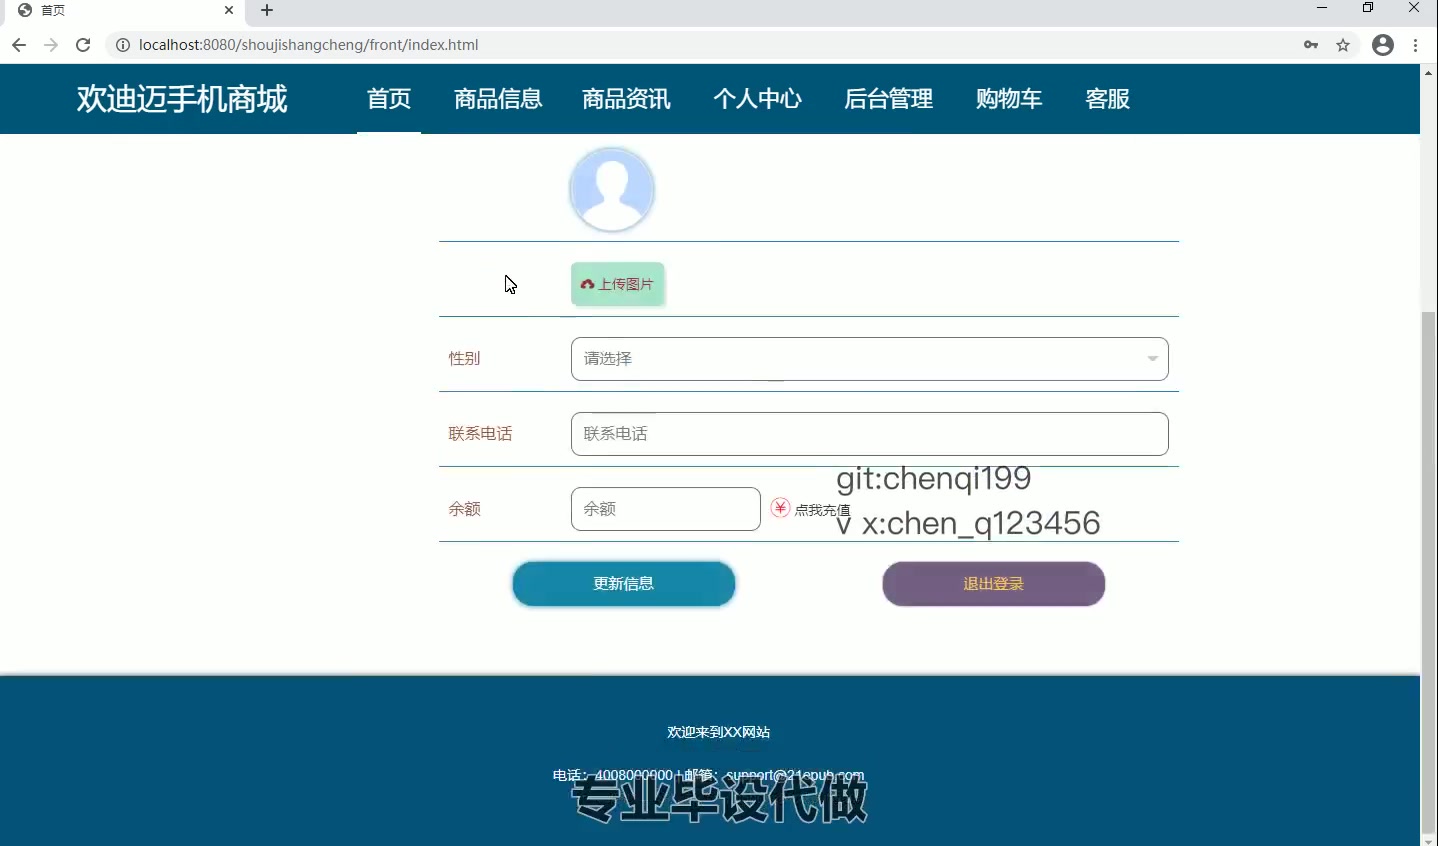 首页
localhost:8080/shoujishangcheng/front/index.html
欢迪迈手机商城 首页 商品信息 商品资讯 个人中心 后台管理 购物车 客服
上传图片
性别 请选择
联系电话 联系电话
git:chenqi199
余额 余额 点我充值
v x:chen_q123456
更新信息 退出登录
欢迎来到XX网站
电话：4008000000 | 邮箱：support@21epub.com
专业毕设代做